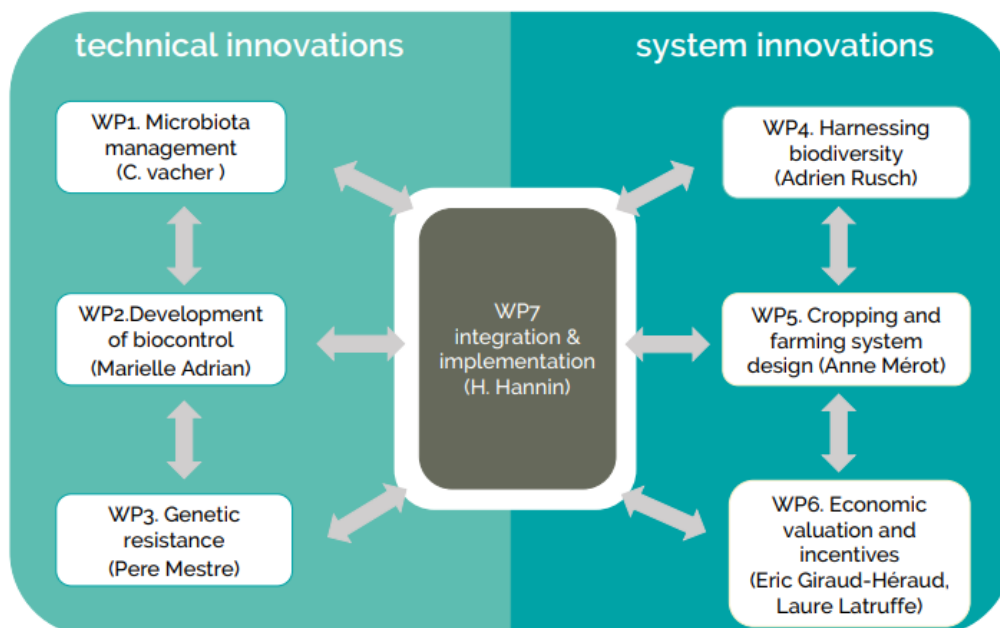 technical innovations
system innovations
WP1. Microbiota
management
(C. vacher )
WP2.Development
of biocontrol
(Marielle Adrian)
WP3. Genetic
resistance
(Pere Mestre)
WP7
integration &
implementation
(H. Hannin)
WP4. Harnessing
biodiversity
(Adrien Rusch)
WP5. Cropping and
farming system
design (Anne Mérot)
WP6. Economic
valuation and
incentives
(Eric Giraud-Héraud,
Laure Latruffe)